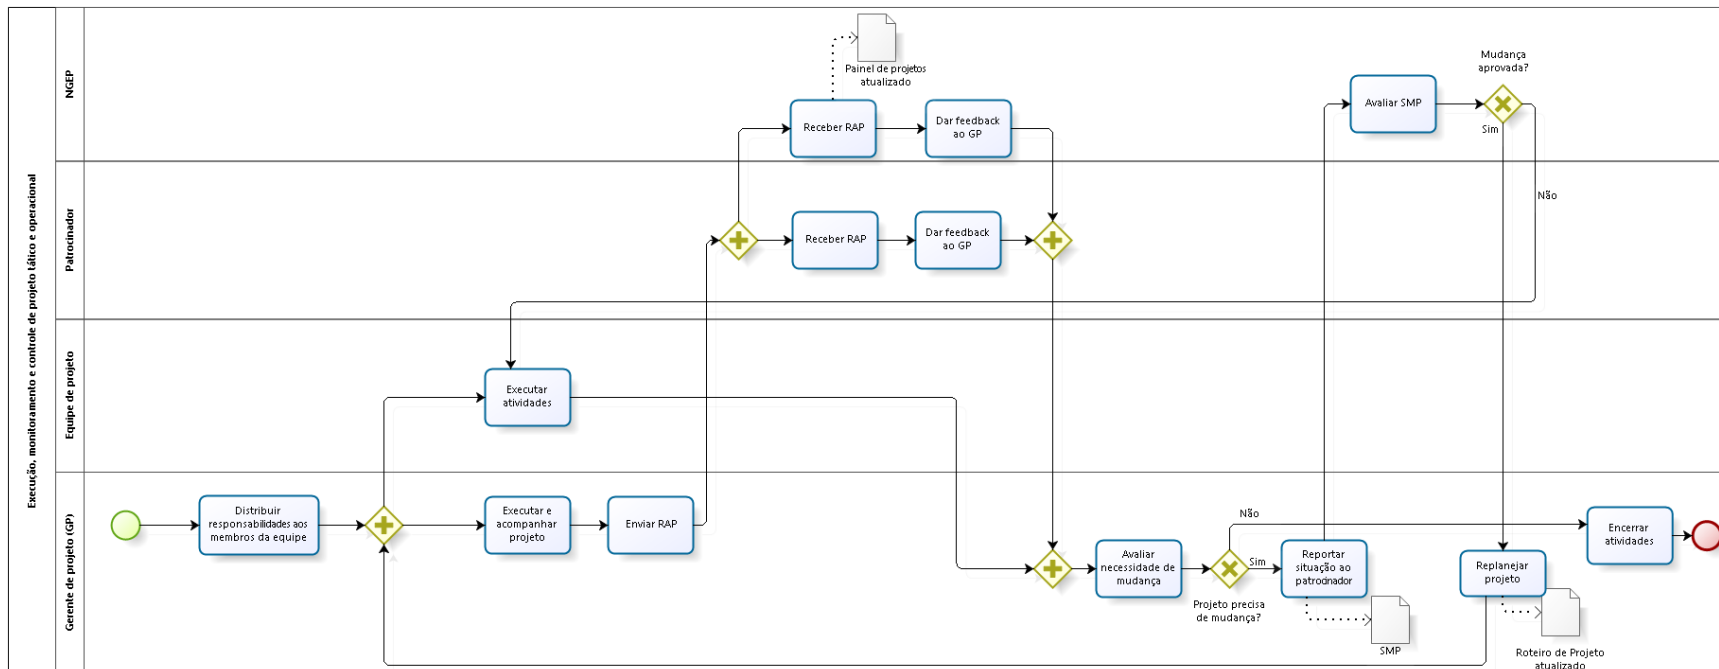 Execução, monitoramento e controle de projeto tático e operacional
NGEP
Painel de projetos
atualizado
Receber RAP
Dar feedback
ao GP
Avaliar SMP
Mudança
aprovada?
Sim
Não
Patrocinador
Receber RAP
Dar feedback
ao GP
Equipe de projeto
Executar
atividades
Gerente de projeto (GP)
Distribuir
responsabilidades aos
membros da equipe
Executar e
acompanhar
projeto
Enviar RAP
Avaliar
necessidade de
mudança
Projeto precisa
de mudança?
Não
Sim
Reportar
situação ao
patrocinador
SMP
Replanejar
projeto
Roteiro de Projeto
atualizado
Encerrar
atividades